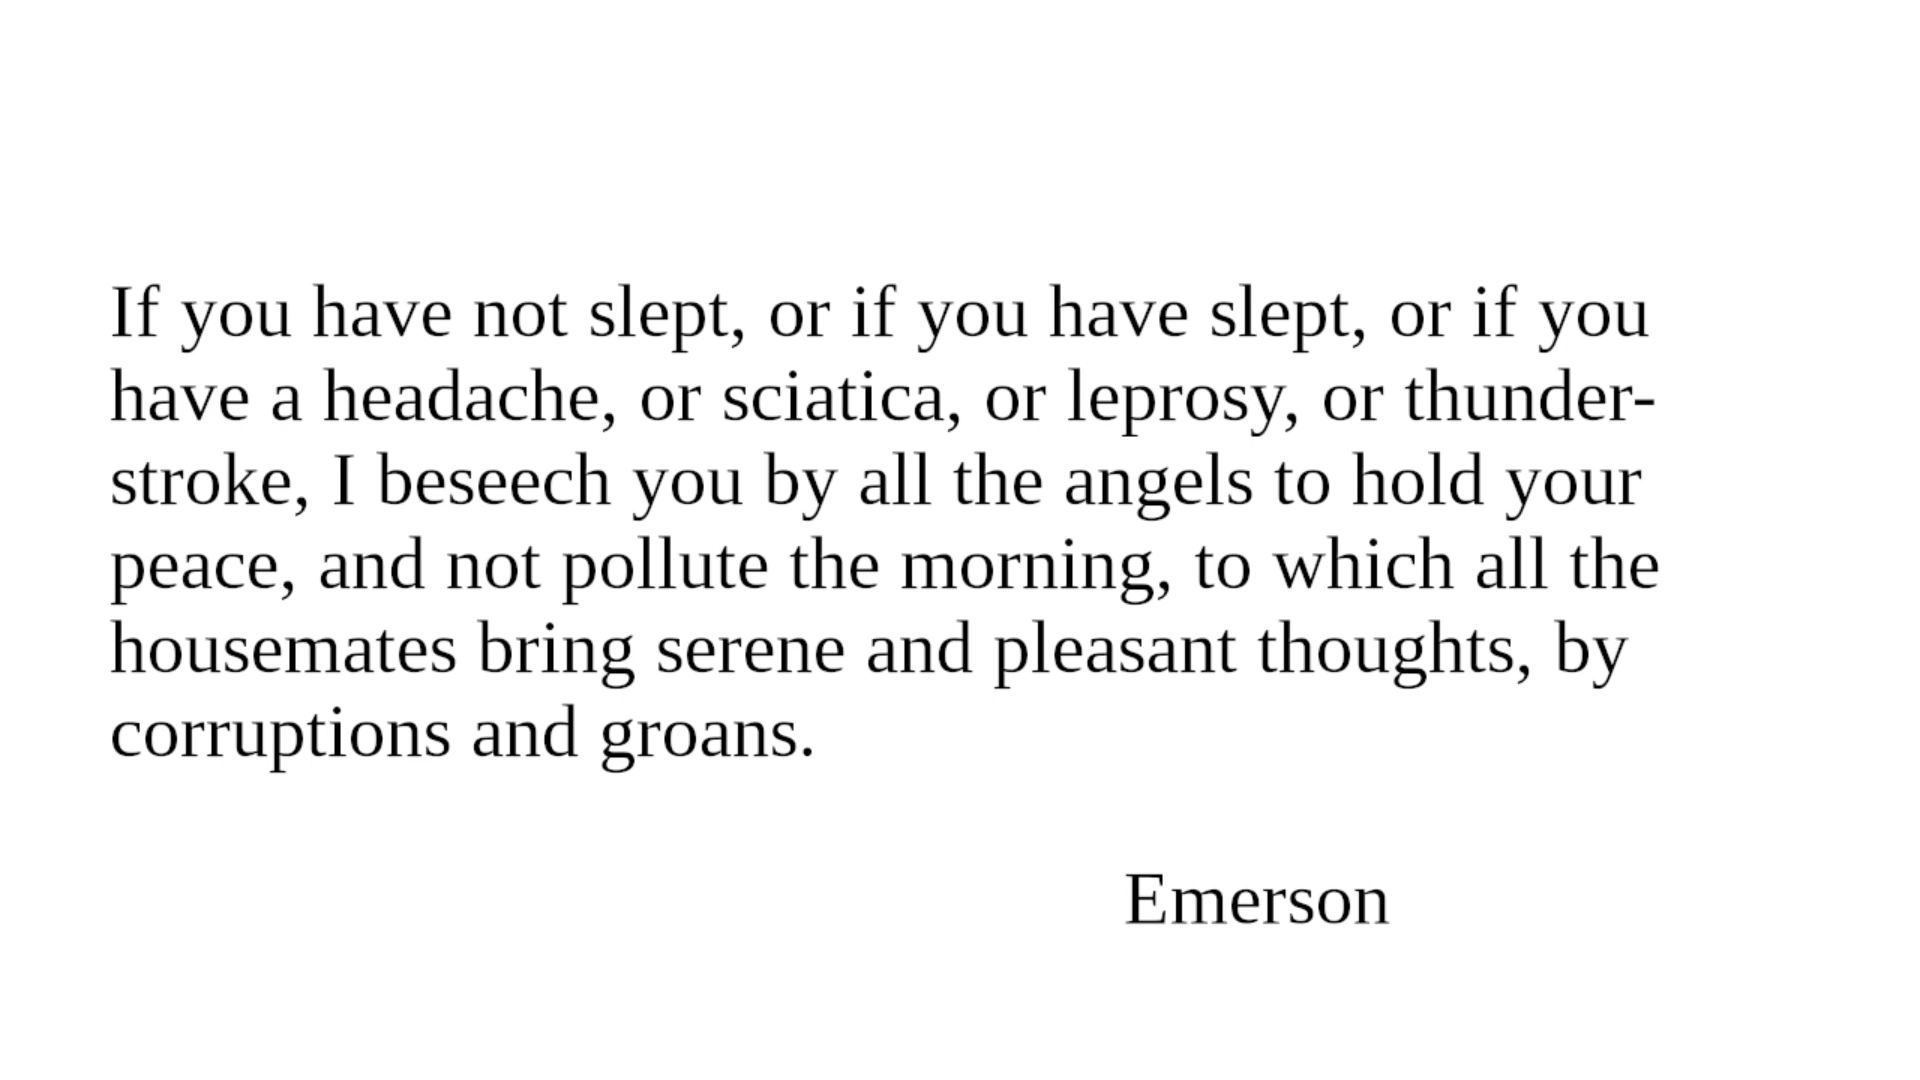 If you have not slept, or if you have slept, or if you
have a headache, or sciatica, or leprosy, or thunder-
stroke, I beseech you by all the angels to hold your
peace, and not pollute the morning, to which all the
housemates bring serene and pleasant thoughts, by
corruptions and groans.
Emerson